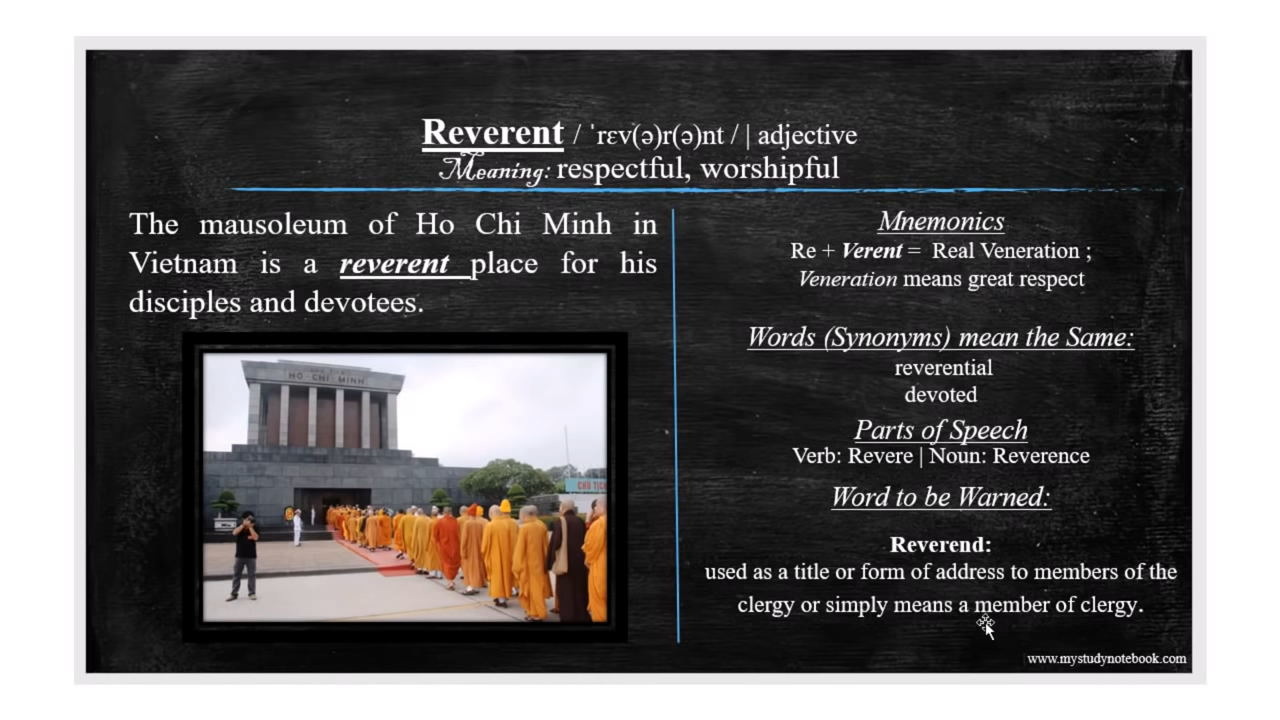 Reverent / ˈrɛv(ə)r(ə)nt / | adjective
Meaning: respectful, worshipful
The mausoleum of Ho Chi Minh in
Vietnam is a reverent place for his
disciples and devotees.
HO CHI MINH
CHỦ TỊCH
Mnemonics
Re + Verent = Real Veneration ;
Veneration means great respect
Words (Synonyms) mean the Same:
reverential
devoted
Parts of Speech
Verb: Revere | Noun: Reverence
Word to be Warned:
Reverend:
used as a title or form of address to members of the
clergy or simply means a member of clergy.
www.mystudynotebook.com